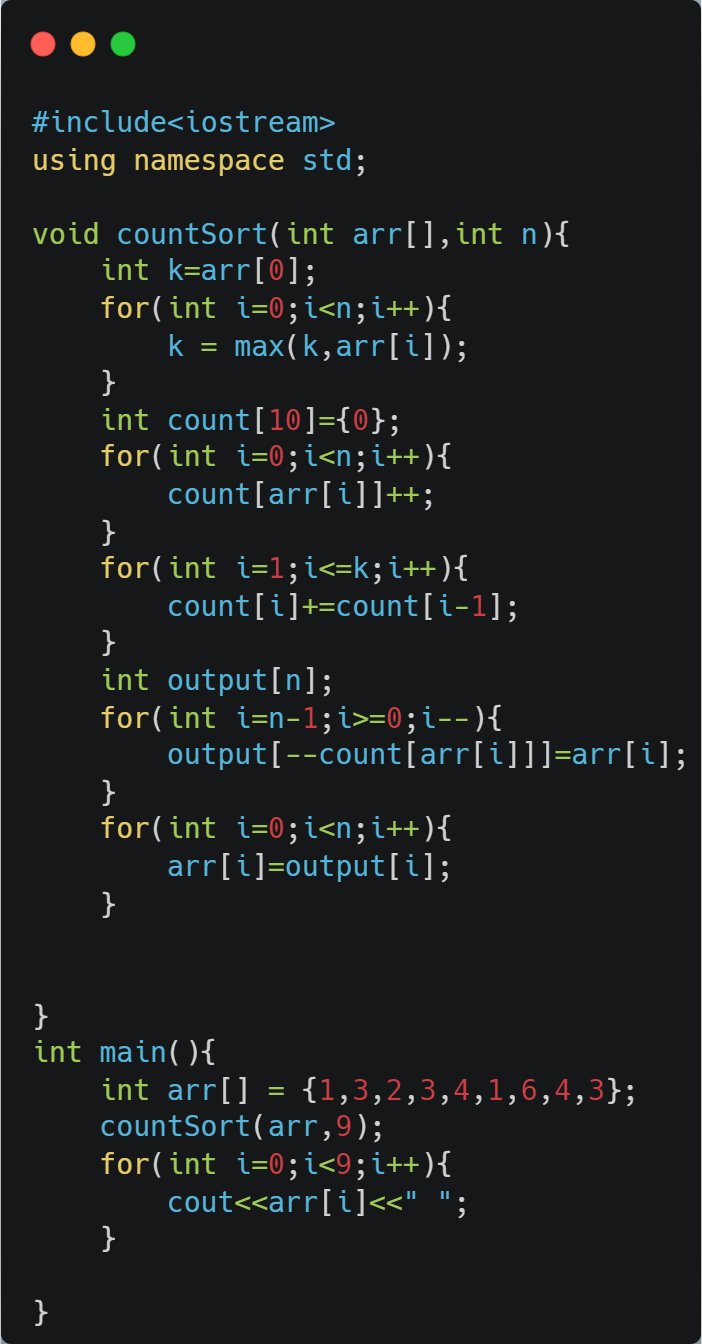 #include<iostream>
using namespace std;

void countSort(int arr[],int n){
    int k=arr[0];
    for(int i=0;i<n;i++){
        k = max(k,arr[i]);
    }
    int count[10]={0};
    for(int i=0;i<n;i++){
        count[arr[i]]++;
    }
    for(int i=1;i<=k;i++){
        count[i]+=count[i-1];
    }
    int output[n];
    for(int i=n-1;i>=0;i--){
        output[--count[arr[i]]]=arr[i];
    }
    for(int i=0;i<n;i++){
        arr[i]=output[i];
    }


}
int main(){
    int arr[] = {1,3,2,3,4,1,6,4,3};
    countSort(arr,9);
    for(int i=0;i<9;i++){
        cout<<arr[i]<<" ";
    }

}